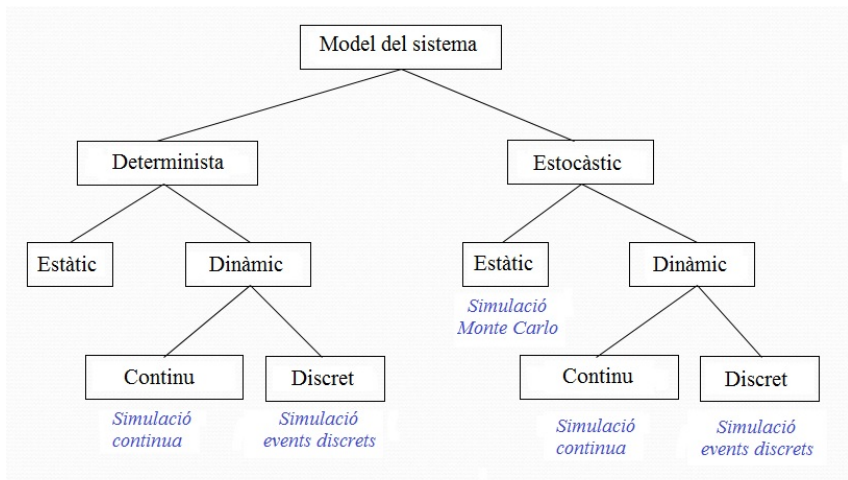 Model del sistema
Determinista
Estocàstic
Estàtic
Dinàmic
Estàtic
Dinàmic
Simulació
Monte Carlo
Continu
Discret
Continu
Discret
Simulació
continua
Simulació
events discrets
Simulació
continua
Simulació
events discrets